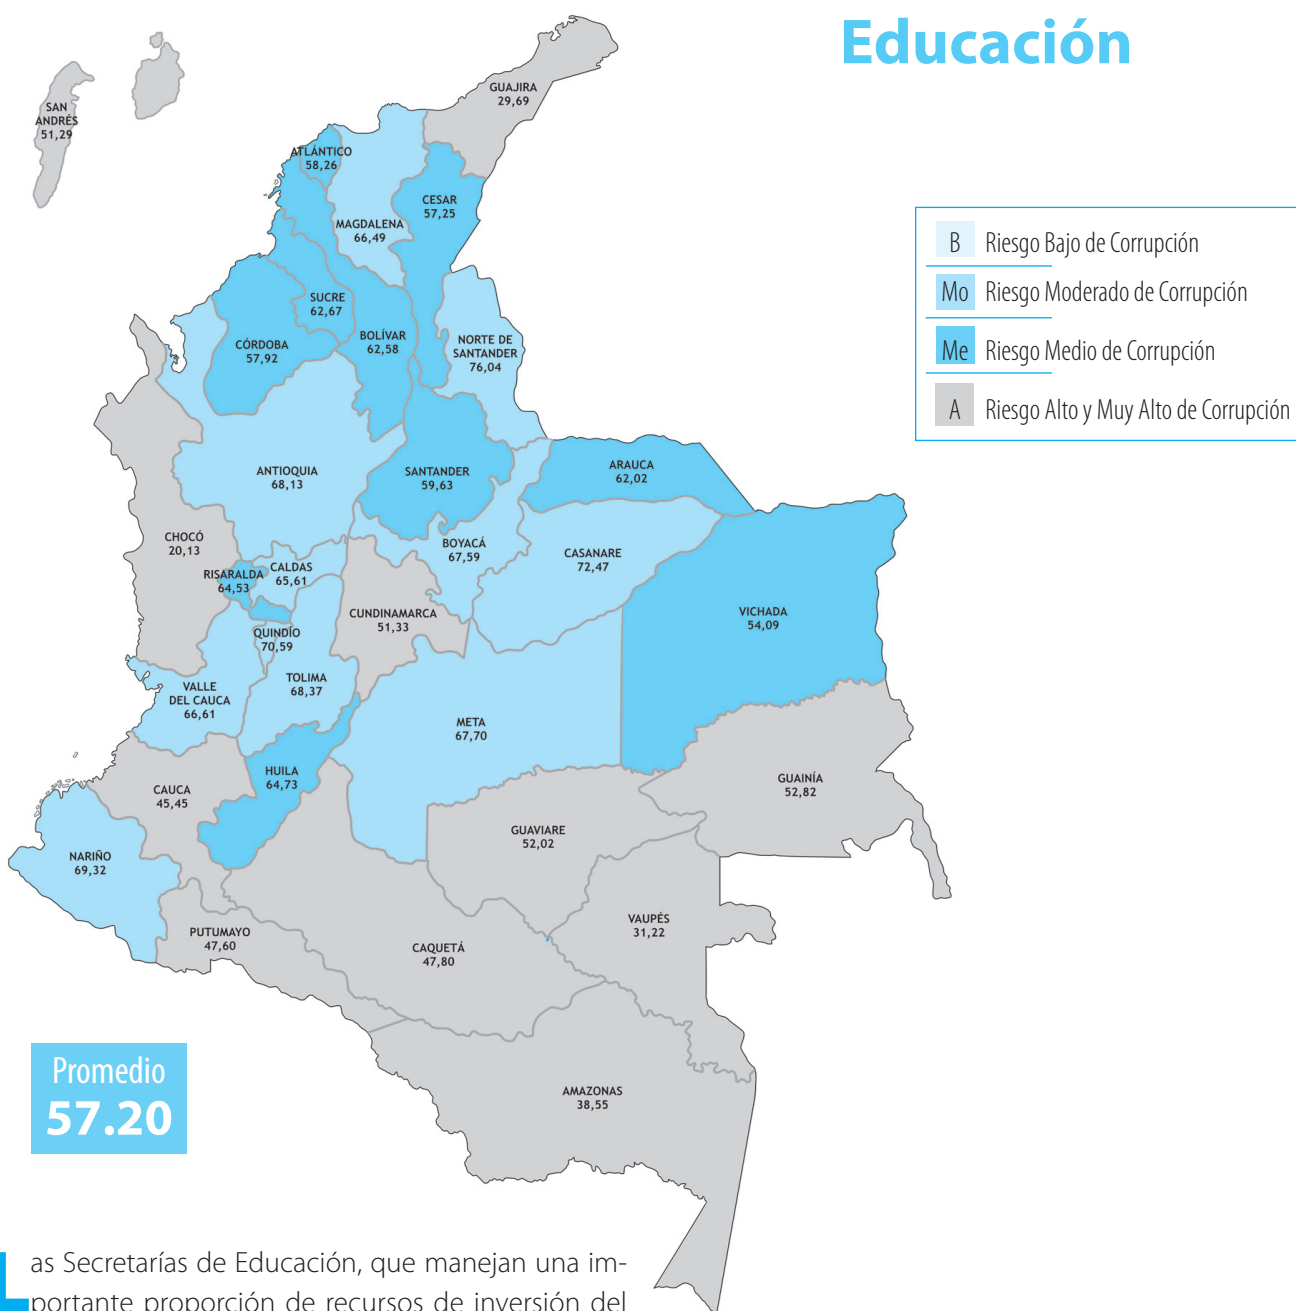 Educación
GUAJIRA
29,69
SAN
ANDRÉS
51,29
ATLÁNTICO
58,26
CESAR
57,25
MAGDALENA
66,49
B Riesgo Bajo de Corrupción
Mo Riesgo Moderado de Corrupción
Me Riesgo Medio de Corrupción
A Riesgo Alto y Muy Alto de Corrupción
SUCRE
62,67
BOLÍVAR
62,58
CÓRDOBA
57,92
NORTE DE
SANTANDER
76,04
ANTIOQUIA
68,13
SANTANDER
59,63
ARAUCA
62,02
CHOCÓ
20,13
BOYACÁ
67,59
CASANARE
72,47
RISARALDA
64,53
CALDAS
65,61
CUNDINAMARCA
51,33
VICHADA
54,09
QUINDÍO
70,59
TOLIMA
68,37
VALLE
DEL CAUCA
66,61
META
67,70
HUILA
64,73
GUAINÍA
52,82
CAUCA
45,45
GUAVIARE
52,02
NARIÑO
69,32
VAUPÉS
31,22
PUTUMAYO
47,60
CAQUETÁ
47,80
AMAZONAS
38,55
Promedio
57.20
Las Secretarías de Educación, que manejan una im-
portante proporción de recursos de inversión del